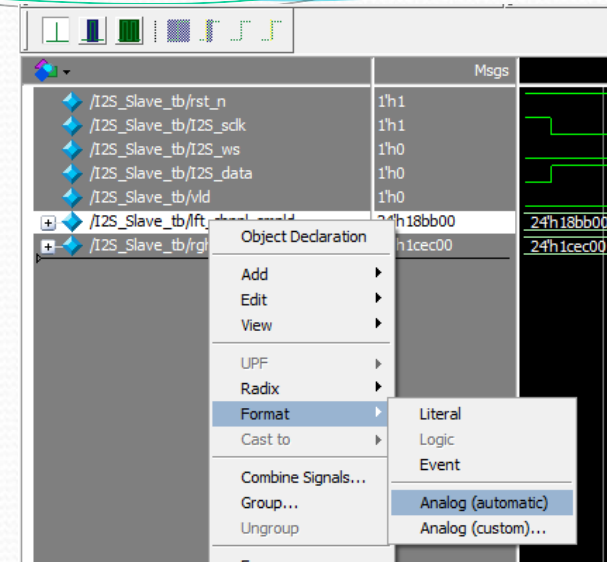 Msgs
/I2S_Slave_tb/rst_n 1'h1
/I2S_Slave_tb/I2S_sclk 1'h1
/I2S_Slave_tb/I2S_ws 1'h0
/I2S_Slave_tb/I2S_data 1'h0
/I2S_Slave_tb/vld 1'h0
24'h18bb00 24'h18bb00
/I2S_Slave_tb/rgh h1cec00 24'h1cec00
Object Declaration
Add
Edit
View
UPF
Radix
Format
Cast to
Combine Signals...
Group...
Ungroup
Literal
Logic
Event
Analog (automatic)
Analog (custom)...